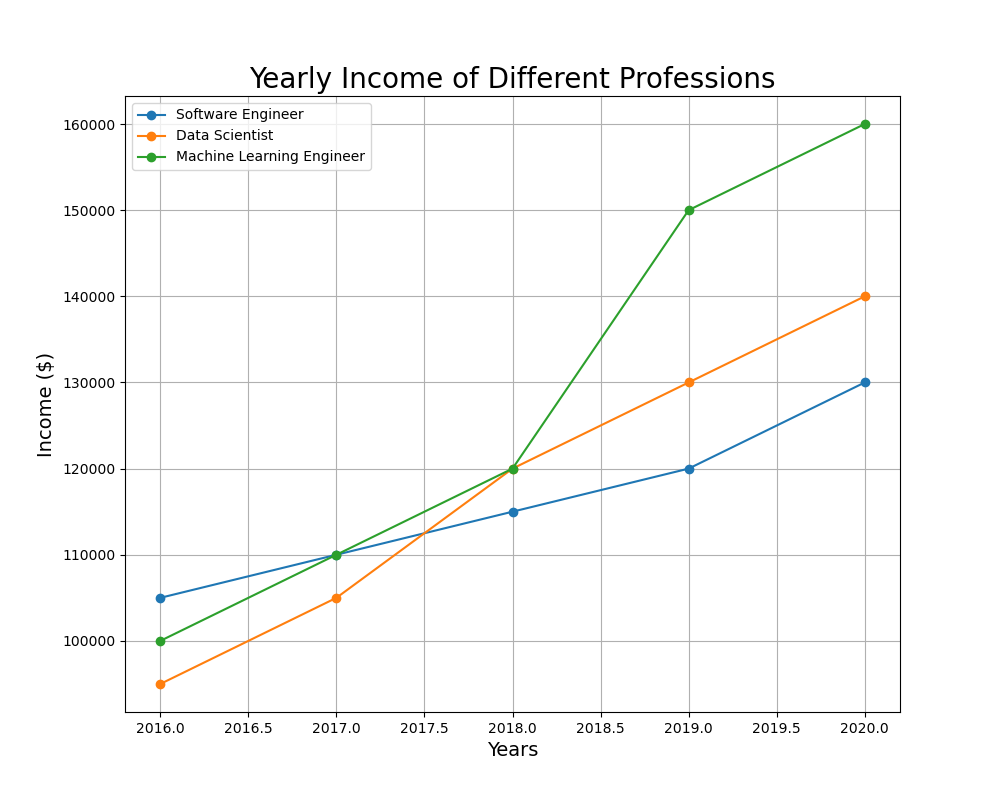 Yearly Income of Different Professions
Software Engineer
Data Scientist
Machine Learning Engineer
160000
150000
140000
130000
120000
110000
100000
Income ($)
2016.0 2016.5 2017.0 2017.5 2018.0 2018.5 2019.0 2019.5 2020.0
Years